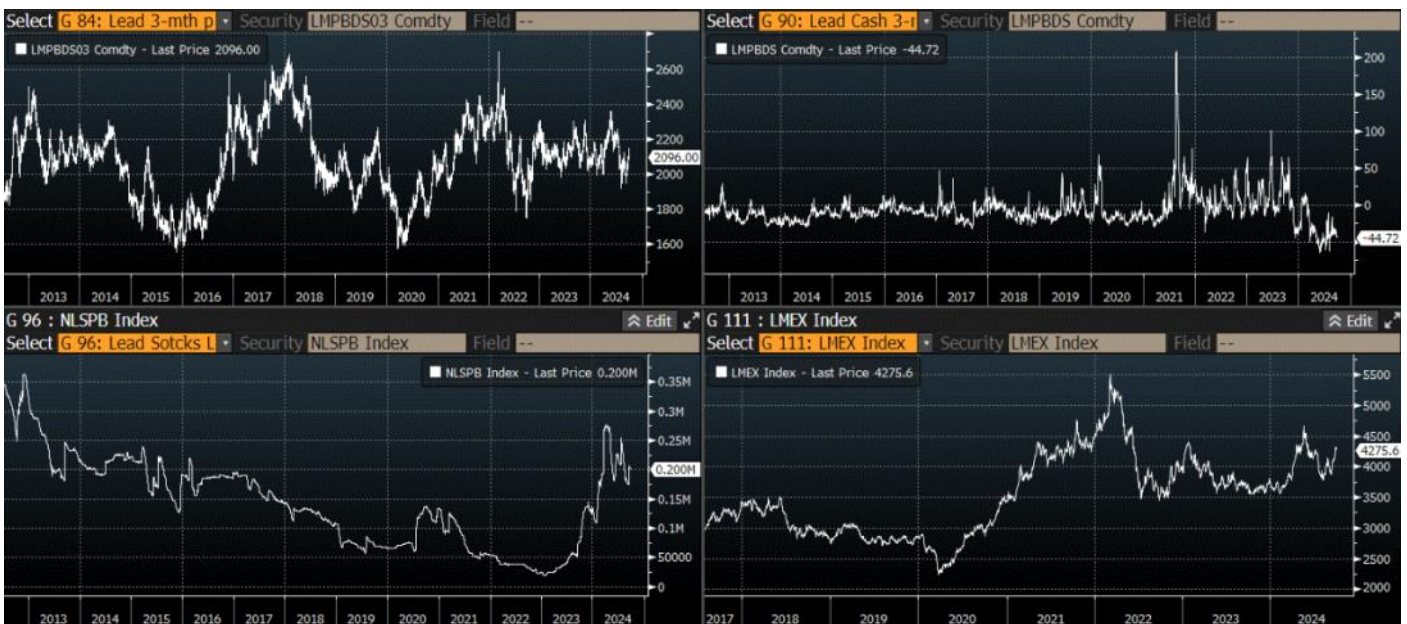 Select G 84: Lead 3-mth p Security LMPBDS03 Comdty Field --
LMPBDS03 Comdty - Last Price 2096.00
2600
2400
2200
2096.00
2000
1800
1600
2013 2014 2015 2016 2017 2018 2019 2020 2021 2022 2023 2024
Select G 90: Lead Cash 3-r Security LMPBDS Comdty Field --
LMPBDS Comdty - Last Price -44.72
200
150
100
50
0
-44.72
2013 2014 2015 2016 2017 2018 2019 2020 2021 2022 2023 2024
G 96 : NLSPB Index Edit
Select G 96: Lead Sotcks L Security NLSPB Index Field --
NLSPB Index - Last Price 0.200M
0.35M
0.3M
0.25M
0.200M
0.15M
0.1M
50000
0
2013 2014 2015 2016 2017 2018 2019 2020 2021 2022 2023 2024
G 111 : LMEX Index Edit
Select G 111: LMEX Index Security LMEX Index Field --
LMEX Index - Last Price 4275.6
5500
5000
4500
4275.6
4000
3500
3000
2500
2000
2017 2018 2019 2020 2021 2022 2023 2024